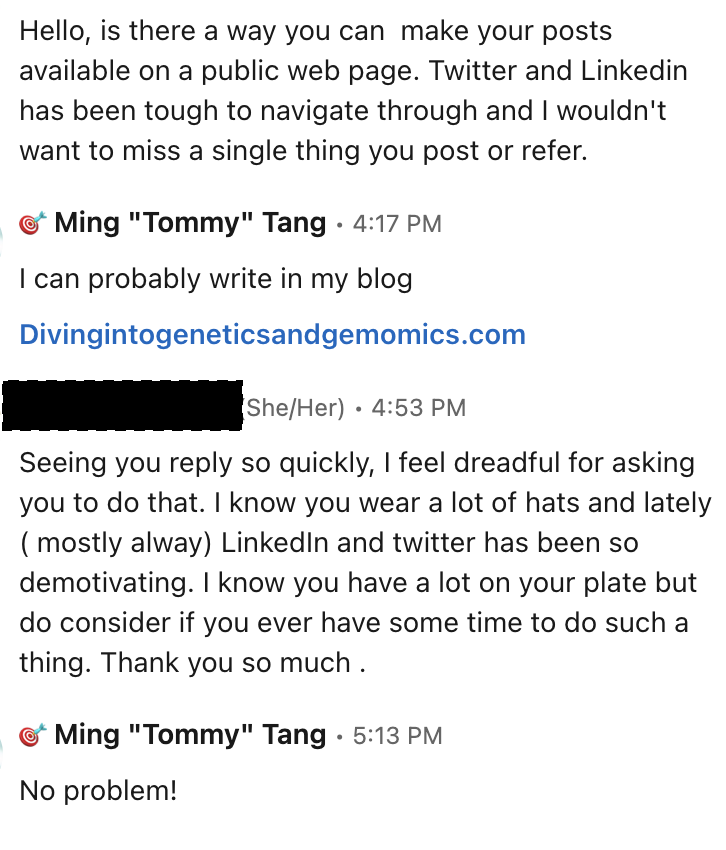 Hello, is there a way you can  make your posts
available on a public web page. Twitter and Linkedin
has been tough to navigate through and I wouldn't
want to miss a single thing you post or refer.
🎯 Ming "Tommy" Tang • 4:17 PM
I can probably write in my blog
Divingintogeneticsandgemomics.com
She/Her) • 4:53 PM
Seeing you reply so quickly, I feel dreadful for asking
you to do that. I know you wear a lot of hats and lately
( mostly alway) LinkedIn and twitter has been so
demotivating. I know you have a lot on your plate but
do consider if you ever have some time to do such a
thing. Thank you so much .
🎯 Ming "Tommy" Tang • 5:13 PM
No problem!